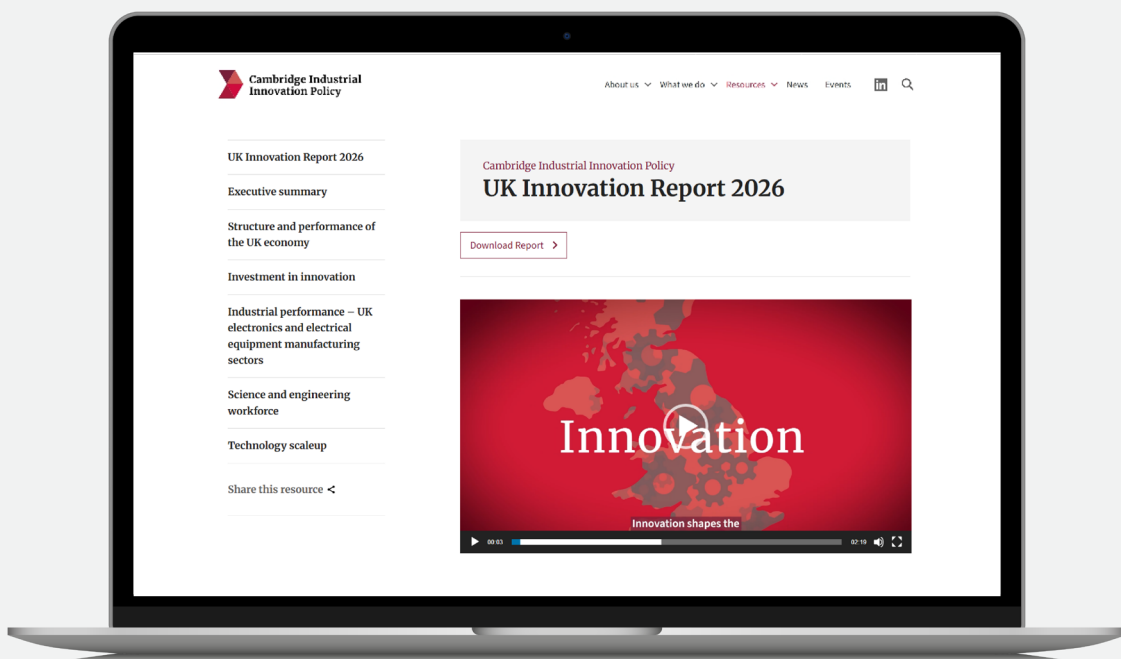 Cambridge Industrial
Innovation Policy
About us
What we do
Resources
News
Events
in
UK Innovation Report 2026
Executive summary
Structure and performance of
the UK economy
Investment in innovation
Industrial performance – UK
electronics and electrical
equipment manufacturing
sectors
Science and engineering
workforce
Technology scaleup
Share this resource
Cambridge Industrial Innovation Policy
UK Innovation Report 2026
Download Report
Innovation
Innovation shapes the
00:03
02:19